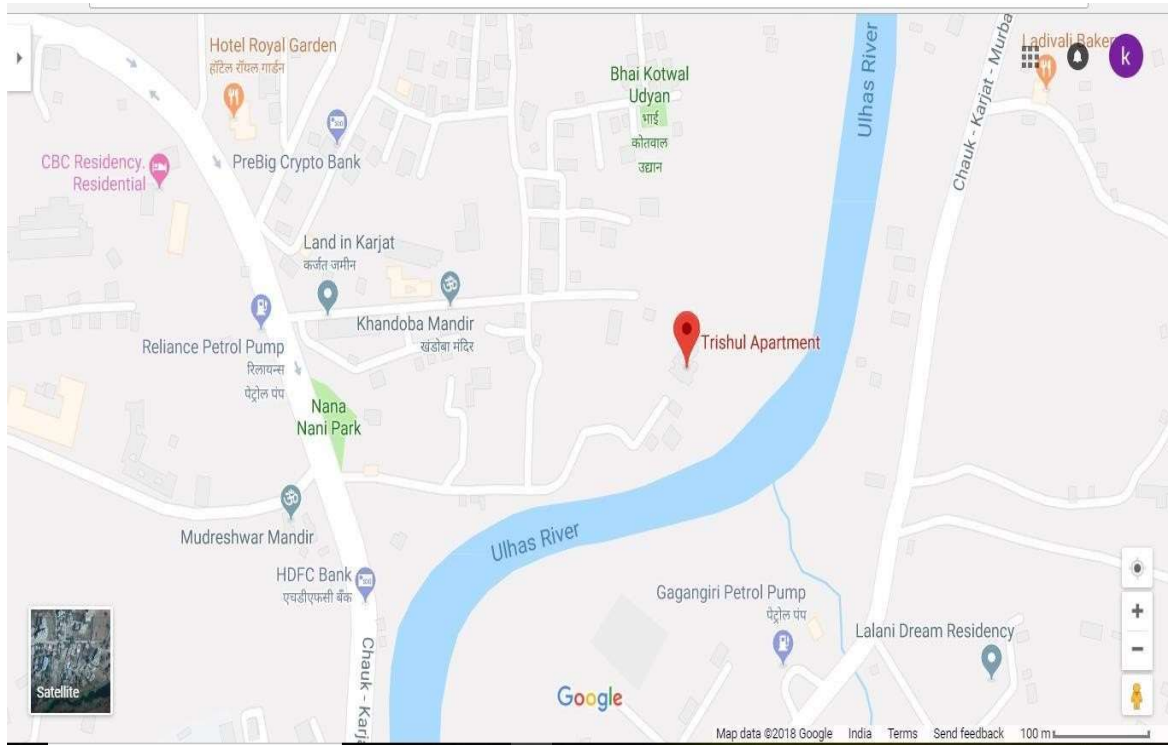 Hotel Royal Garden
हॉटेल रॉयल गार्डन
PreBig Crypto Bank
CBC Residency.
Residential
Bhai Kotwal
Udyan
भाई
कोतवाल
उद्यान
Ulhas River
Chauk - Karjat - Murba
Ladivali Baker
k
Land in Karjat
कर्जत जमीन
Khandoba Mandir
खंडोबा मंदिर
Reliance Petrol Pump
रिलायन्स
पेट्रोल पंप
Trishul Apartment
Nana
Nani Park
Mudreshwar Mandir
Ulhas River
HDFC Bank
एचडीएफसी बँक
Chauk - Karj
Gagangiri Petrol Pump
पेट्रोल पंप
Lalani Dream Residency
Satellite
Google
Map data ©2018 Google India Terms Send feedback 100 m